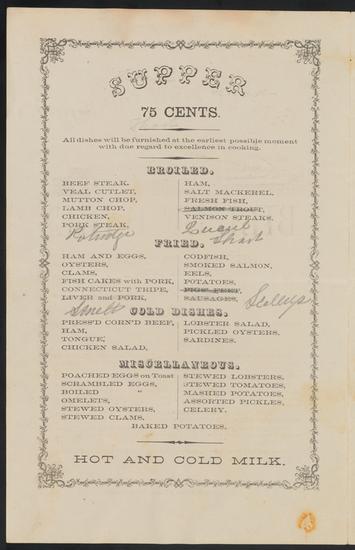 SUPPER
75 CENTS.
All dishes will be furnished at the earliest possible moment
with due regard to excellence in cooking.
BROILED.
BEEF STEAK.
VEAL CUTLET,
MUTTON CHOP,
LAMB CHOP,
CHICKEN,
PORK STEAK,
Partridge
HAM,
SALT MACKEREL,
FRESH FISH,
SALMON TROUT,
VENISON STEAKS.
Quail
FRIED.
HAM AND EGGS,
OYSTERS,
CLAMS,
FISH CAKES with PORK,
CONNECTICUT TRIPE,
LIVER and PORK,
Smelts
CODFISH,
SMOKED SALMON,
EELS,
POTATOES,
PIGS' FEET,
SAUSAGES,
Scallops
COLD DISHES.
PRESS'D CORN'D BEEF,
HAM,
TONGUE,
CHICKEN SALAD,
LOBSTER SALAD,
PICKLED OYSTERS.
SARDINES.
MISCELLANEOUS.
POACHED EGGS on Toast
SCRAMBLED EGGS,
BOILED "
OMELETS,
STEWED OYSTERS,
STEWED CLAMS.
STEWED LOBSTERS,
STEWED TOMATOES,
MASHED POTATOES,
ASSORTED PICKLES,
CELERY.
BAKED POTATOES.
HOT AND COLD MILK.